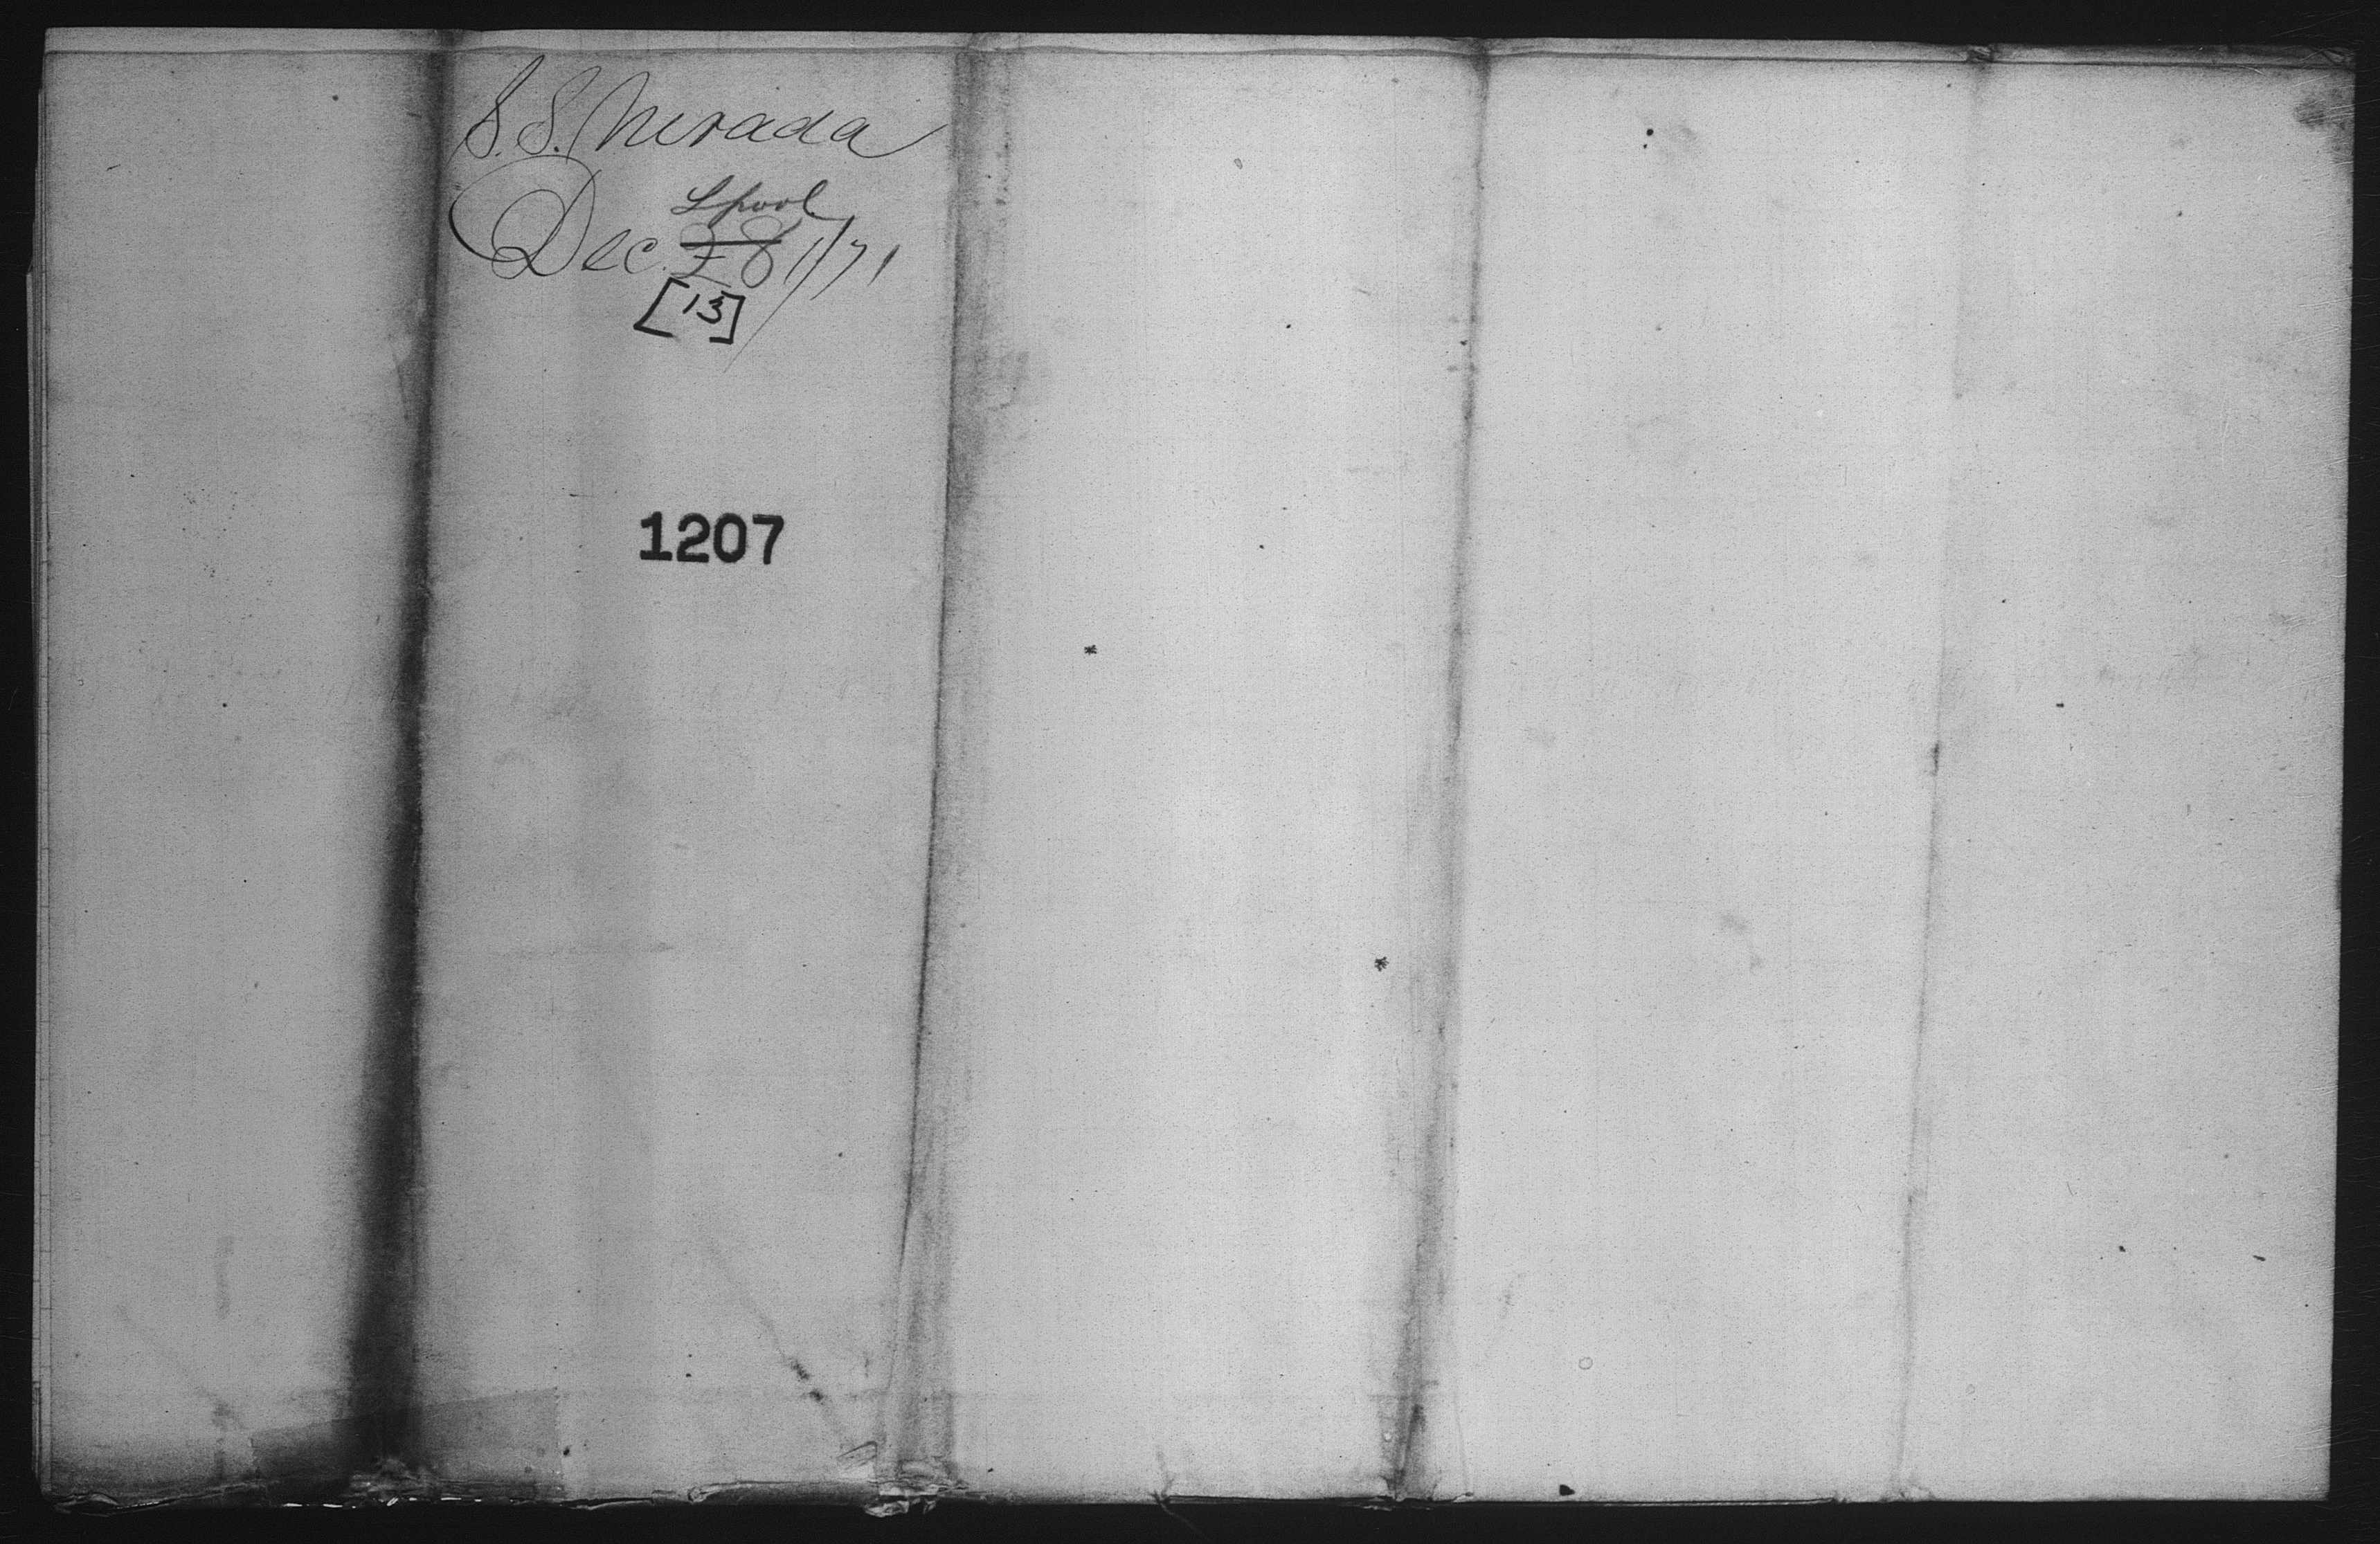 S.S. Nevada
Lpool
Dec. 28/71
[13]
1207